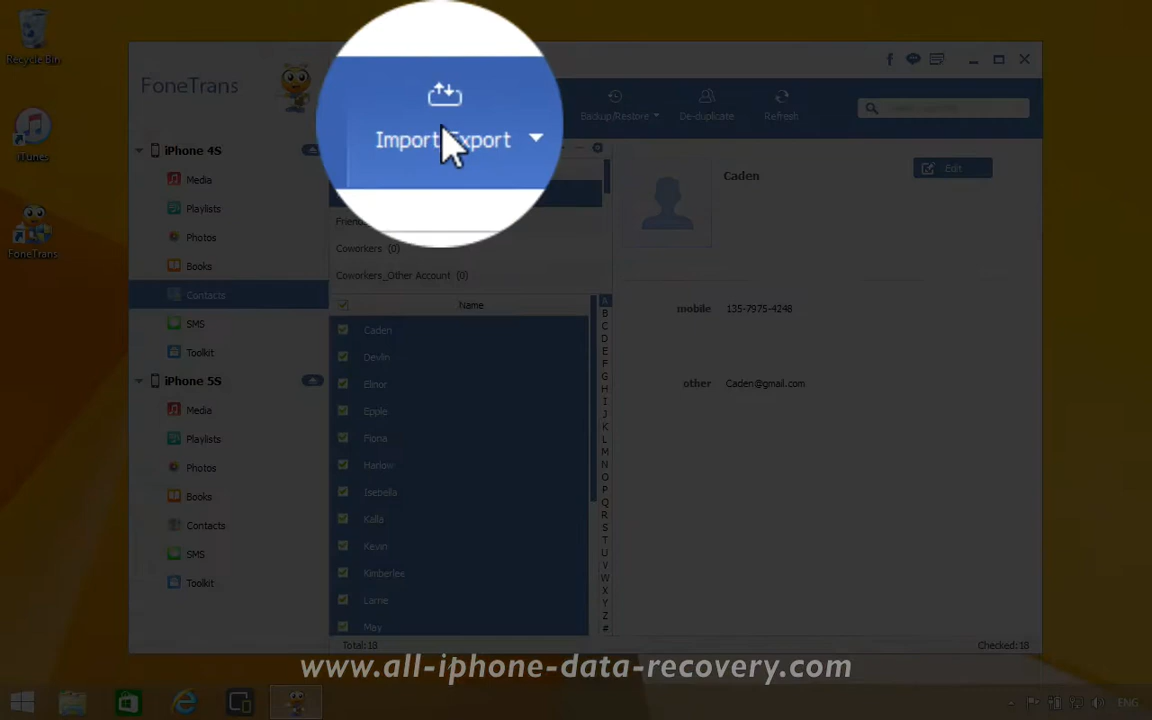 Recycle Bin
iTunes
FoneTrans
FoneTrans
Import/Export
Backup/Restore
De-duplicate
Refresh
iPhone 4S
Media
Playlists
Photos
Books
Contacts
SMS
Toolkit
iPhone 5S
Media
Playlists
Photos
Books
Contacts
SMS
Toolkit
Coworkers (0)
Coworkers_Other Account (0)
Name
Caden
Devlin
Elinor
Eppie
Fiona
Harlow
Isebella
Kalla
Kevin
Kimberlee
Larne
May
Total:18
A
B
C
D
E
F
G
H
I
J
K
L
M
N
O
P
Q
R
S
T
U
V
W
X
Y
Z
#
Caden
Edit
mobile 135-7975-4248
other Caden@gmail.com
Checked:18
www.all-iphone-data-recovery.com
ENG